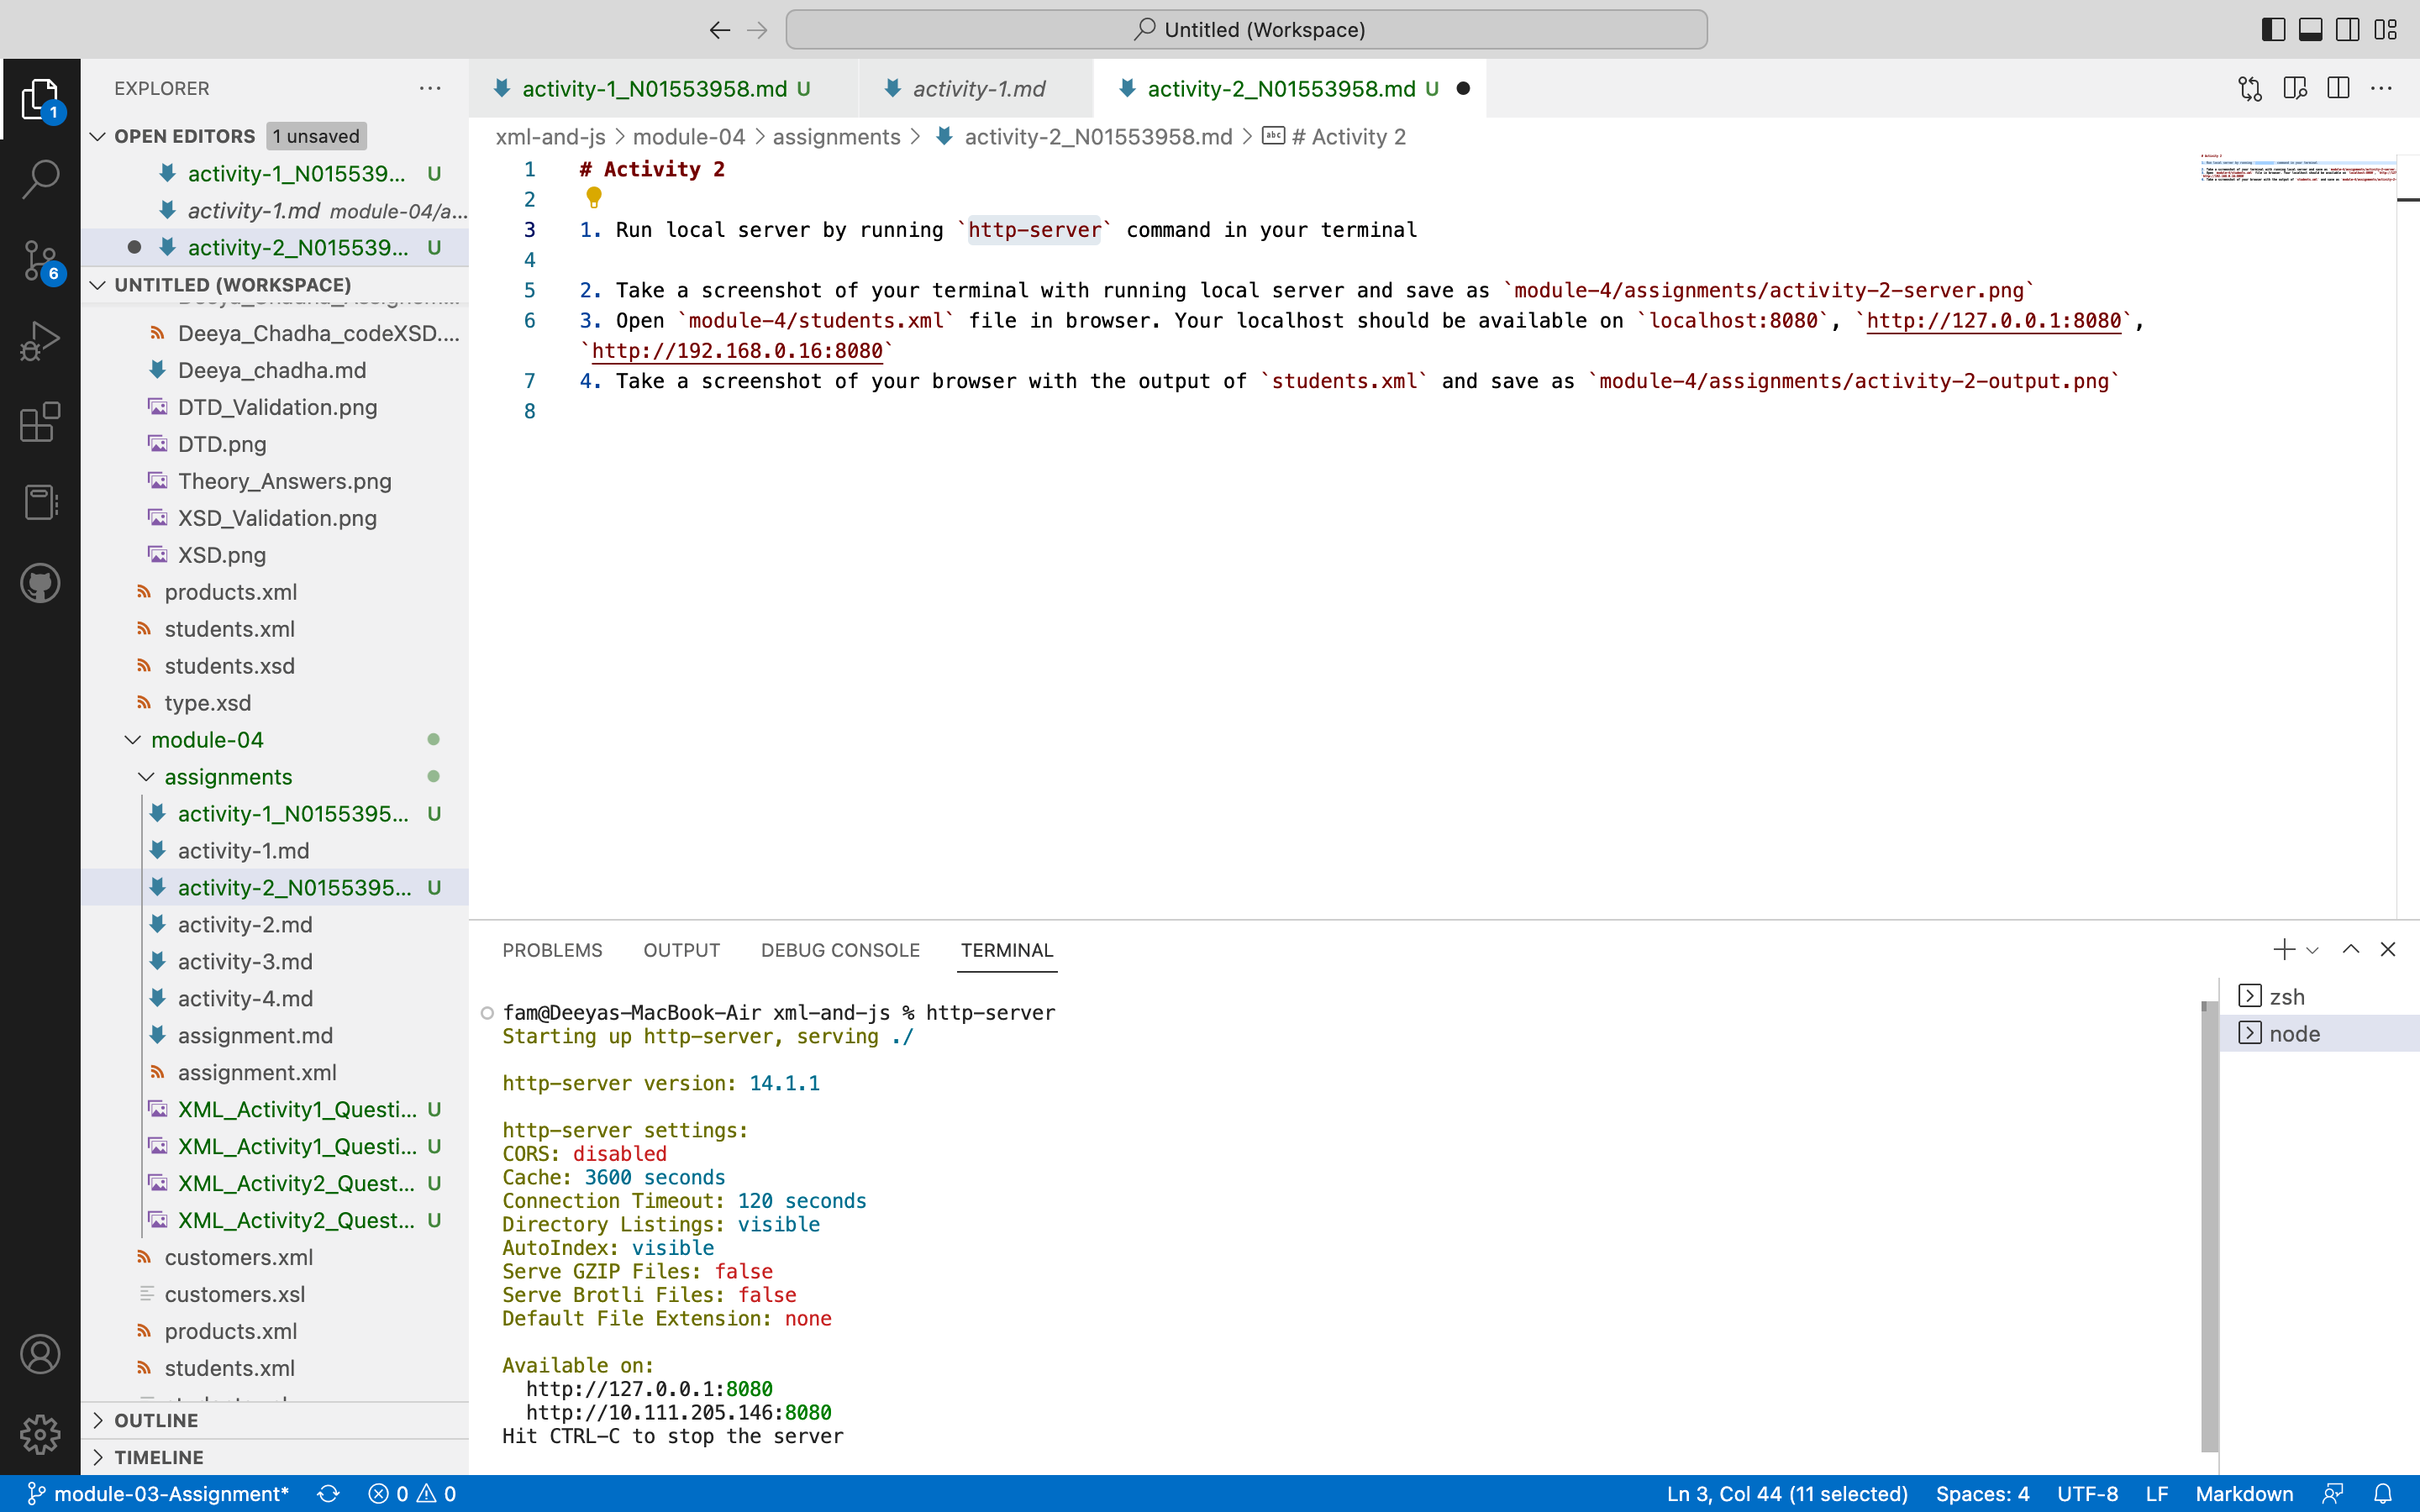 Untitled (Workspace)
EXPLORER
OPEN EDITORS 1 unsaved
activity-1_N015539... U
activity-1.md module-04/a...
activity-2_N015539... U
UNTITLED (WORKSPACE)
Deeya_Chadha_codeXSD....
Deeya_chadha.md
DTD_Validation.png
DTD.png
Theory_Answers.png
XSD_Validation.png
XSD.png
products.xml
students.xml
students.xsd
type.xsd
module-04
assignments
activity-1_N0155395... U
activity-1.md
activity-2_N0155395... U
activity-2.md
activity-3.md
activity-4.md
assignment.md
assignment.xml
XML_Activity1_Questi... U
XML_Activity1_Questi... U
XML_Activity2_Quest... U
XML_Activity2_Quest... U
customers.xml
customers.xsl
products.xml
students.xml
OUTLINE
TIMELINE
1
6
activity-1_N01553958.md U
activity-1.md
activity-2_N01553958.md U
xml-and-js > module-04 > assignments > activity-2_N01553958.md > abc # Activity 2
1 # Activity 2
2
3 1. Run local server by running `http-server` command in your terminal
4
5 2. Take a screenshot of your terminal with running local server and save as `module-4/assignments/activity-2-server.png`
6 3. Open `module-4/students.xml` file in browser. Your localhost should be available on `localhost:8080`, `http://127.0.0.1:8080`,
`http://192.168.0.16:8080`
7 4. Take a screenshot of your browser with the output of `students.xml` and save as `module-4/assignments/activity-2-output.png`
8
PROBLEMS OUTPUT DEBUG CONSOLE TERMINAL
fam@Deeyas-MacBook-Air xml-and-js % http-server
Starting up http-server, serving ./
http-server version: 14.1.1
http-server settings:
CORS: disabled
Cache: 3600 seconds
Connection Timeout: 120 seconds
Directory Listings: visible
AutoIndex: visible
Serve GZIP Files: false
Serve Brotli Files: false
Default File Extension: none
Available on:
http://127.0.0.1:8080
http://10.111.205.146:8080
Hit CTRL-C to stop the server
zsh
node
module-03-Assignment* 0 0
Ln 3, Col 44 (11 selected) Spaces: 4 UTF-8 LF Markdown